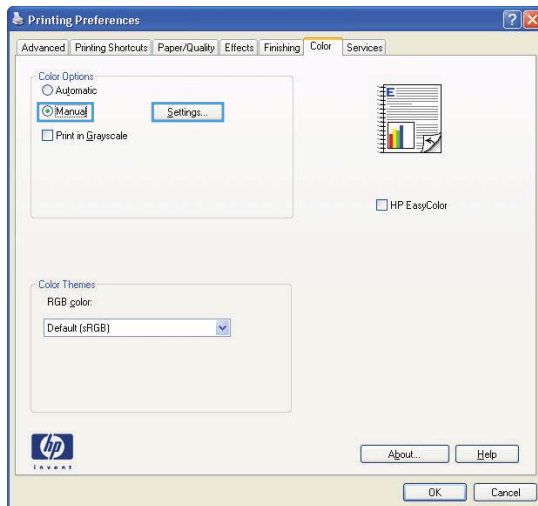 Printing Preferences
Advanced Printing Shortcuts Paper/Quality Effects Finishing Color Services
Color Options
Automatic
Manual Settings...
Print in Grayscale
E
HP EasyColor
Color Themes
RGB color:
Default (sRGB)
hp
invent
About... Help
OK Cancel